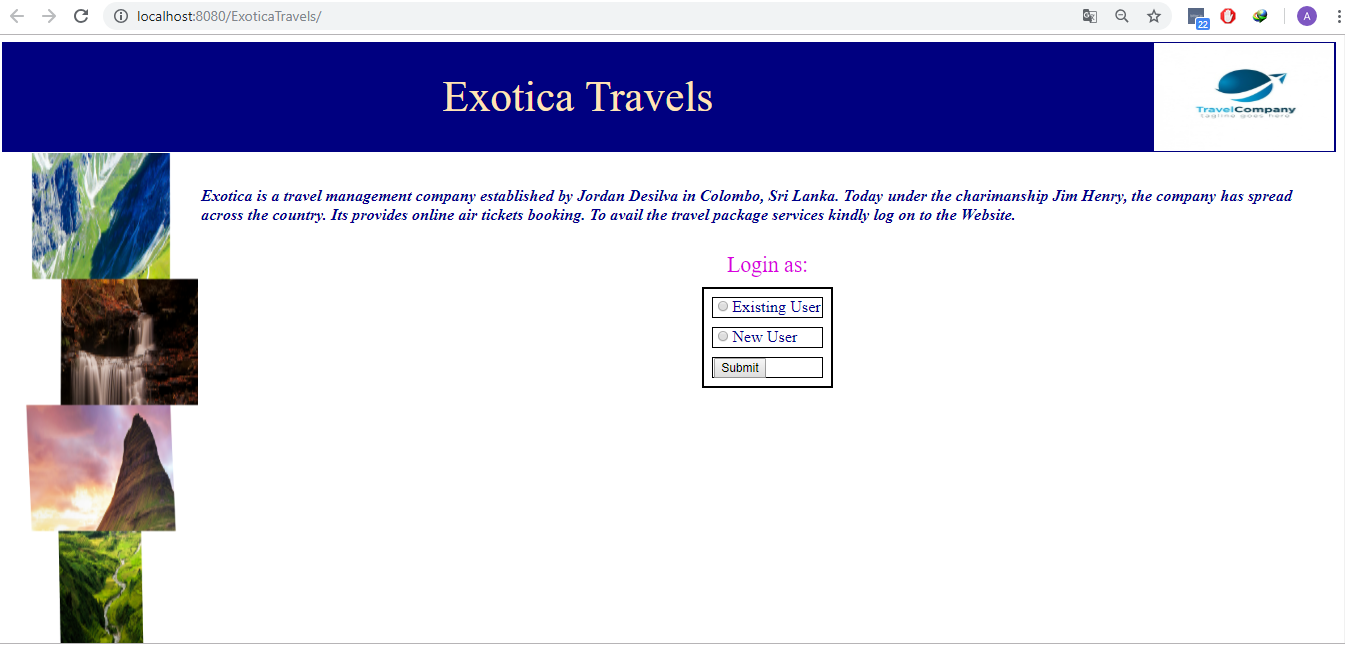 localhost:8080/ExoticaTravels/
22
A
Exotica Travels
TravelCompany
tagline goes here
Exotica is a travel management company established by Jordan Desilva in Colombo, Sri Lanka. Today under the charimanship Jim Henry, the company has spread
across the country. Its provides online air tickets booking. To avail the travel package services kindly log on to the Website.
Login as:
Existing User
New User
Submit